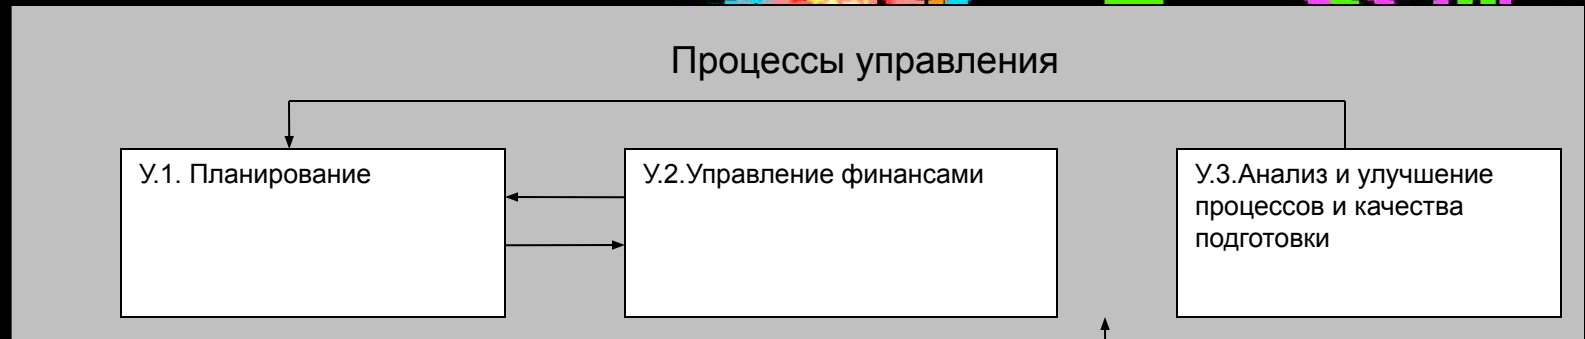 Процессы управления
У.1. Планирование
У.2.Управление финансами
У.3.Анализ и улучшение
процессов и качества
подготовки